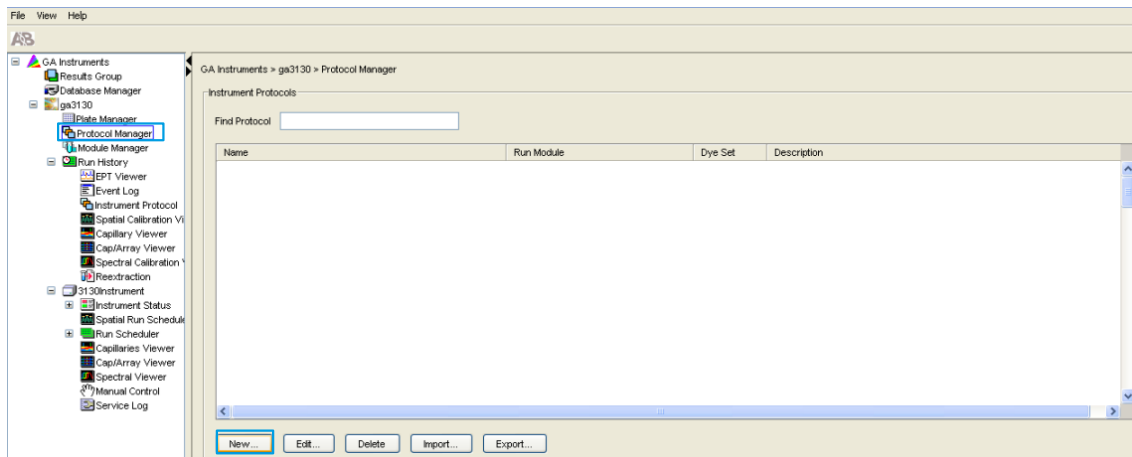 File View Help
AB
GA Instruments
Results Group
Database Manager
ga3130
Plate Manager
Protocol Manager
Module Manager
Run History
EPT Viewer
Event Log
Instrument Protocol
Spatial Calibration Vi
Capillary Viewer
Cap/Array Viewer
Spectral Calibration
Reextraction
3130Instrument
Instrument Status
Spatial Run Schedule
Run Scheduler
Capillaries Viewer
Cap/Array Viewer
Spectral Viewer
Manual Control
Service Log
GA Instruments > ga3130 > Protocol Manager
Instrument Protocols
Find Protocol
Name Run Module Dye Set Description
New... Edit... Delete Import... Export...